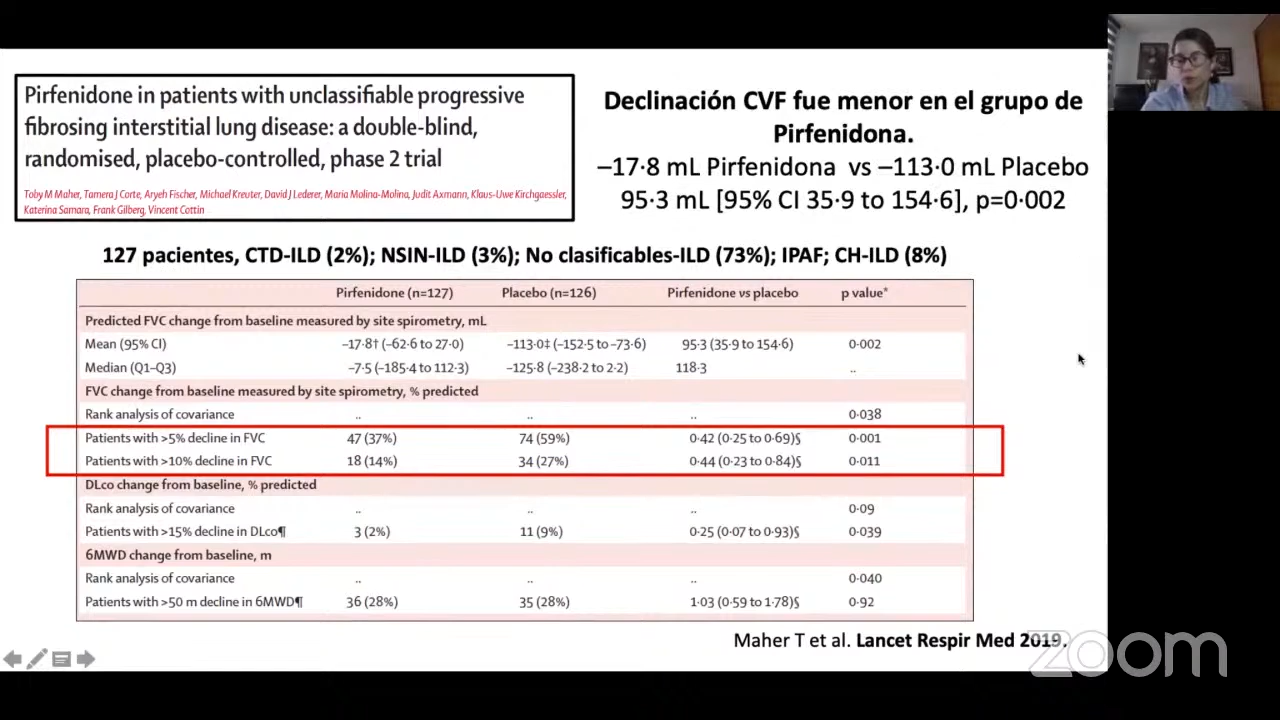 Pirfenidone in patients with unclassifiable progressive
fibrosing interstitial lung disease: a double-blind,
randomised, placebo-controlled, phase 2 trial
Toby M Maher, Tamera J Corte, Aryeh Fischer, Michael Kreuter, David J Lederer, Maria Molina-Molina, Judit Axmann, Klaus-Uwe Kirchgaessler,
Katerina Samara, Frank Gilberg, Vincent Cottin
Declinación CVF fue menor en el grupo de
Pirfenidona.
–17·8 mL Pirfenidona vs –113·0 mL Placebo
95·3 mL [95% CI 35·9 to 154·6], p=0·002
127 pacientes, CTD-ILD (2%); NSIN-ILD (3%); No clasificables-ILD (73%); IPAF; CH-ILD (8%)
Pirfenidone (n=127) Placebo (n=126) Pirfenidone vs placebo p value*
Predicted FVC change from baseline measured by site spirometry, mL
Mean (95% CI) –17·8† (–62·6 to 27·0) –113·0‡ (–152·5 to –73·6) 95·3 (35·9 to 154·6) 0·002
Median (Q1–Q3) –7·5 (–185·4 to 112·3) –125·8 (–238·2 to 2·2) 118·3 ..
FVC change from baseline measured by site spirometry, % predicted
Rank analysis of covariance .. .. .. 0·038
Patients with >5% decline in FVC 47 (37%) 74 (59%) 0·42 (0·25 to 0·69)§ 0·001
Patients with >10% decline in FVC 18 (14%) 34 (27%) 0·44 (0·23 to 0·84)§ 0·011
DLco change from baseline, % predicted
Rank analysis of covariance .. .. .. 0·09
Patients with >15% decline in DLco¶ 3 (2%) 11 (9%) 0·25 (0·07 to 0·93)§ 0·039
6MWD change from baseline, m
Rank analysis of covariance .. .. .. 0·040
Patients with >50 m decline in 6MWD¶ 36 (28%) 35 (28%) 1·03 (0·59 to 1·78)§ 0·92
Maher T et al. Lancet Respir Med 2019.
zoom